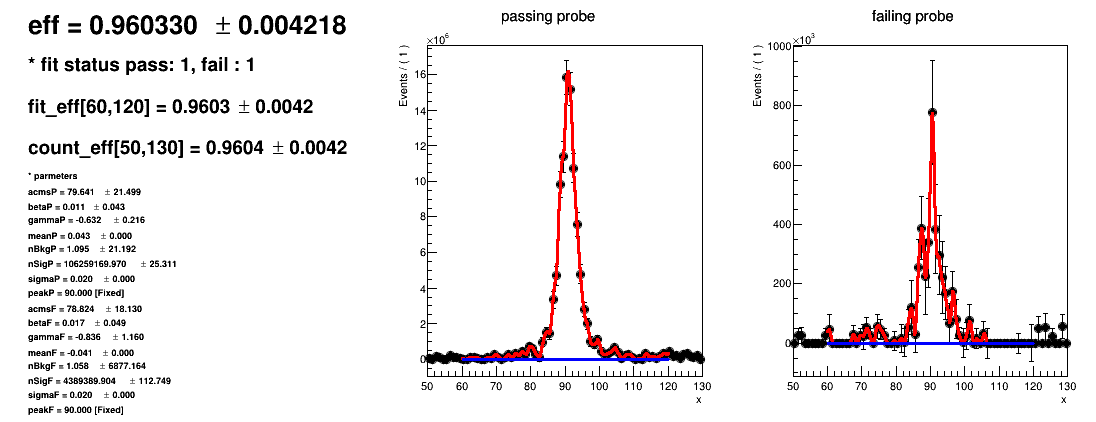 eff = 0.960330 ± 0.004218
* fit status pass: 1, fail : 1
fit_eff[60,120] = 0.9603 ± 0.0042
count_eff[50,130] = 0.9604 ± 0.0042
* parmeters
acmsP = 79.641 ± 21.499
betaP = 0.011 ± 0.043
gammaP = -0.632 ± 0.216
meanP = 0.043 ± 0.000
nBkgP = 1.095 ± 21.192
nSigP = 106259169.970 ± 25.311
sigmaP = 0.020 ± 0.000
peakP = 90.000 [Fixed]
acmsF = 78.824 ± 18.130
betaF = 0.017 ± 0.049
gammaF = -0.836 ± 1.160
meanF = -0.041 ± 0.000
nBkgF = 1.058 ± 6877.164
nSigF = 4389389.904 ± 112.749
sigmaF = 0.020 ± 0.000
peakF = 90.000 [Fixed]
passing probe
×10⁶
Events / ( 1 )
16
14
12
10
8
6
4
2
0
50 60 70 80 90 100 110 120 130
x
failing probe
×10³
Events / ( 1 )
1000
800
600
400
200
0
50 60 70 80 90 100 110 120 130
x